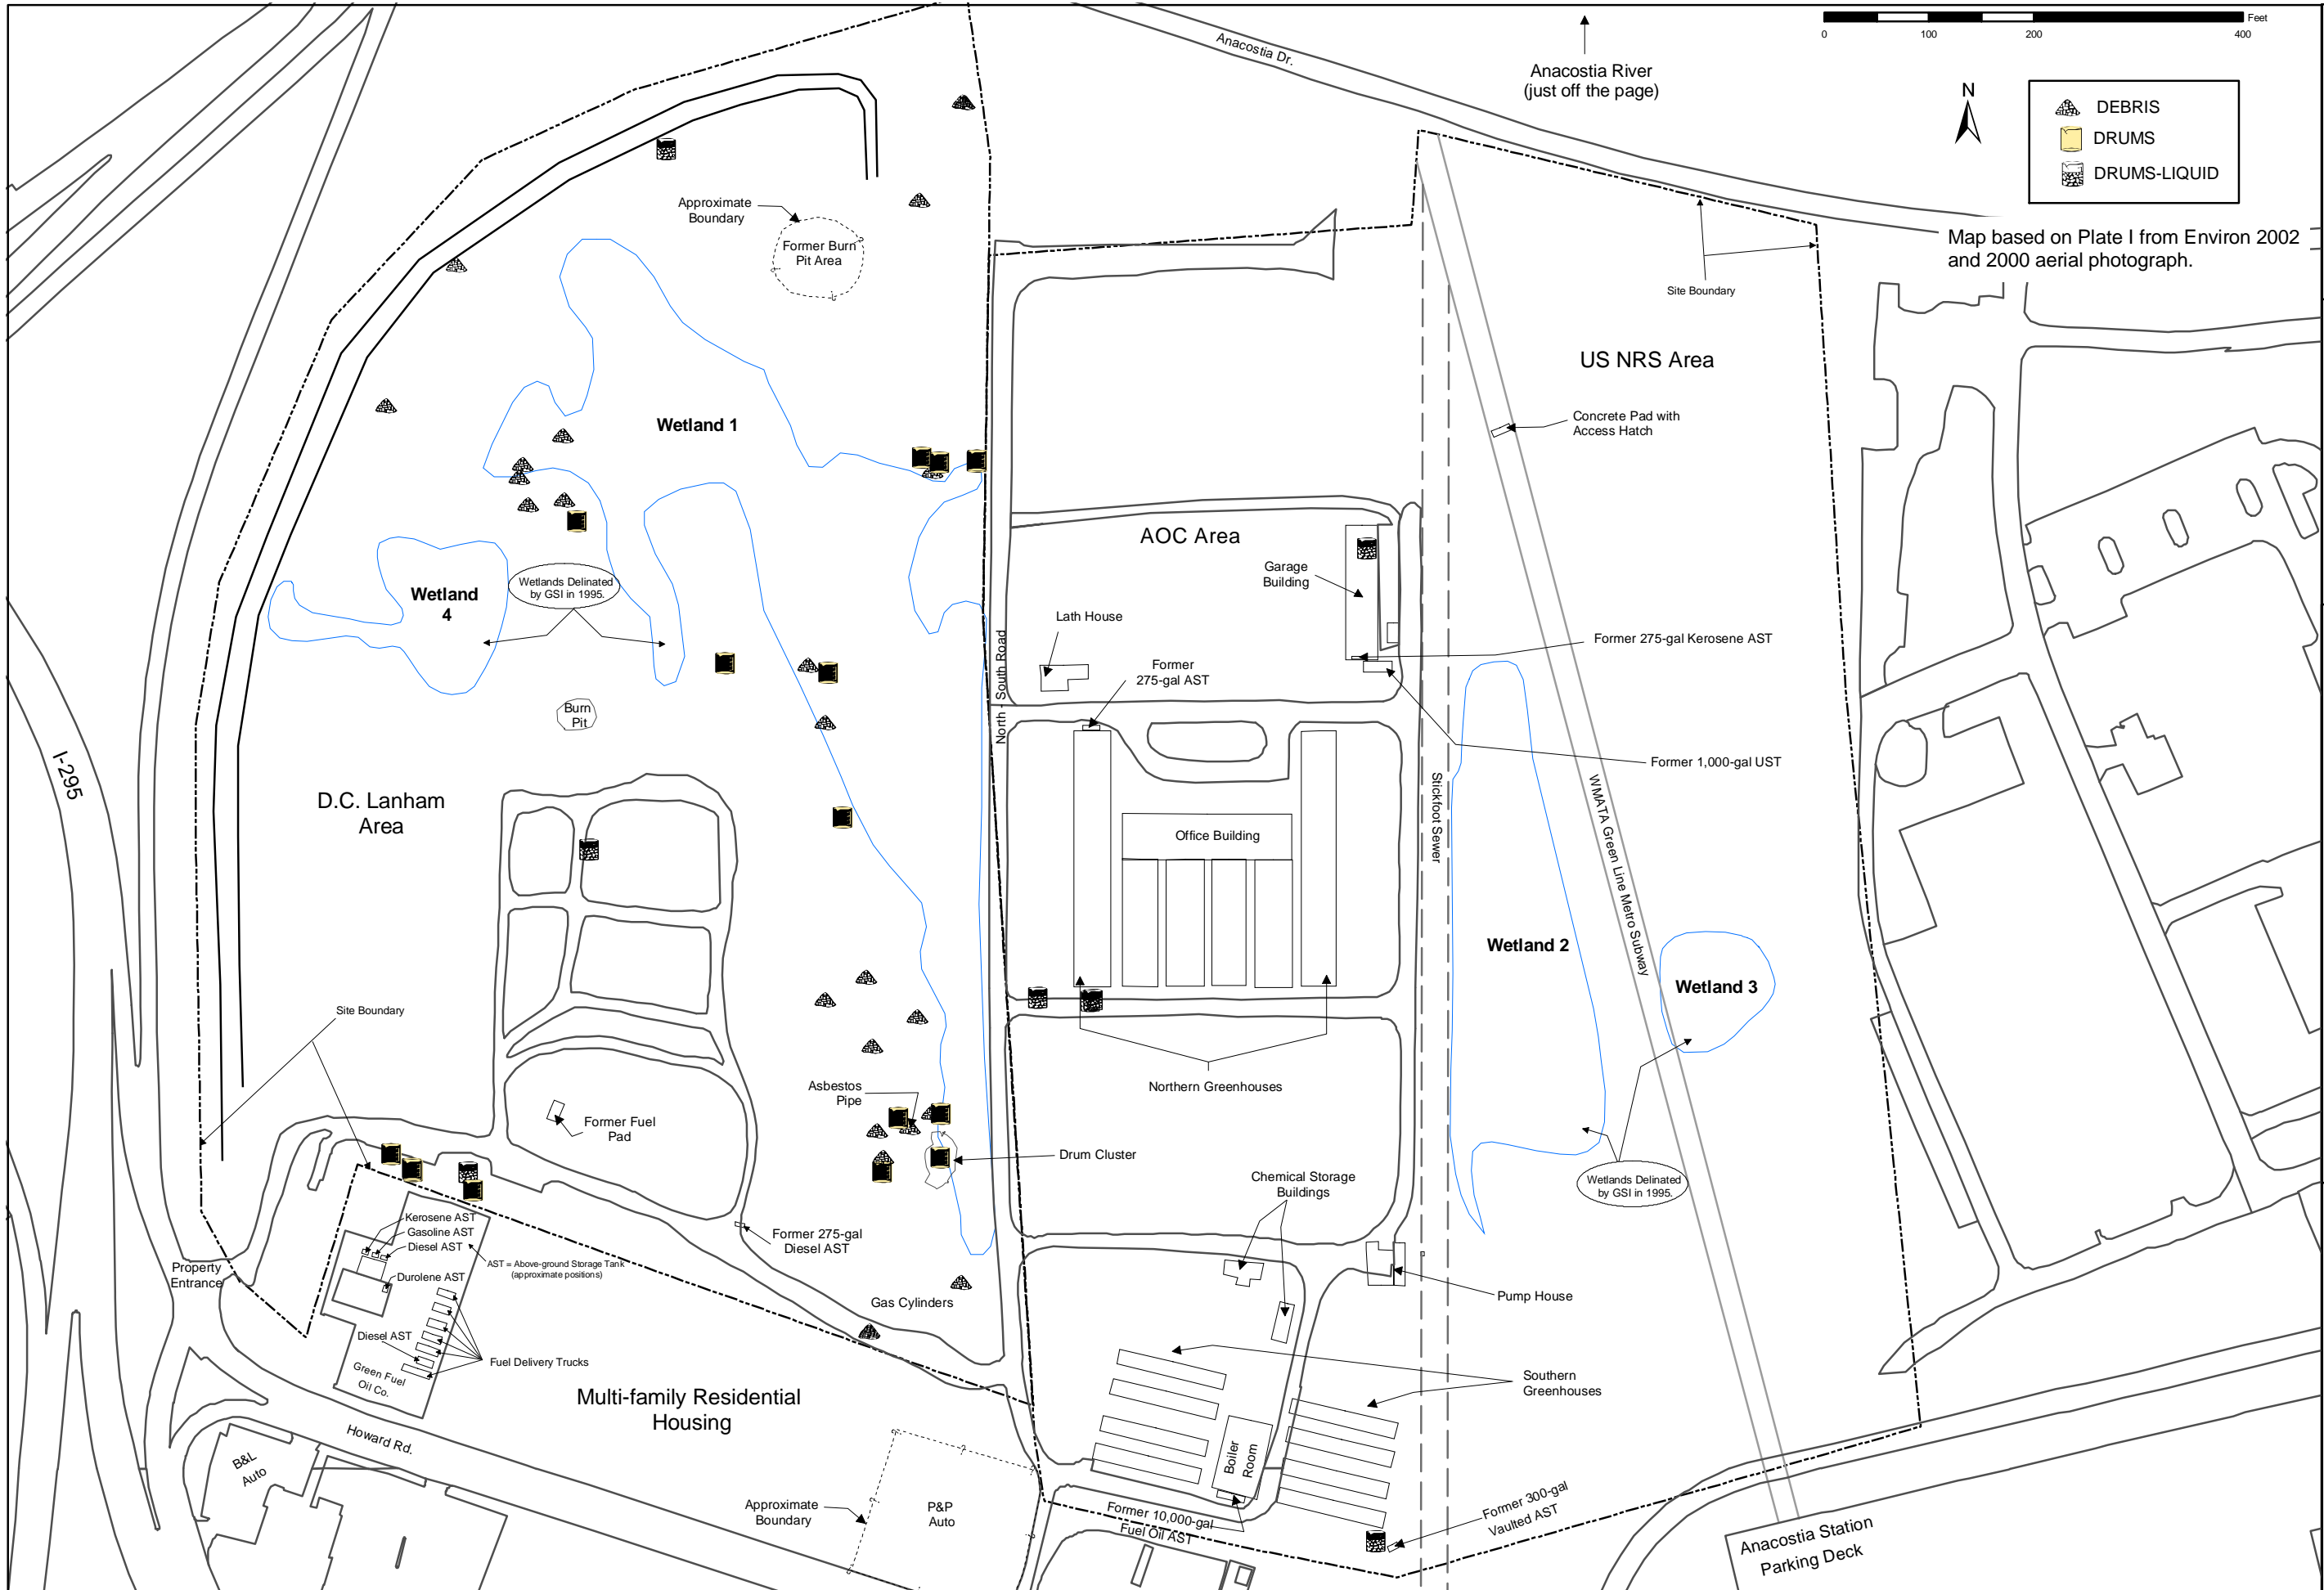 Feet
0
100
200
400
Anacostia Dr.
Anacostia River
(just off the page)
N
DEBRIS
DRUMS
DRUMS-LIQUID
Map based on Plate I from Environ 2002
and 2000 aerial photograph.
Approximate
Boundary
Former Burn
Pit Area
Site Boundary
US NRS Area
Wetland 1
Concrete Pad with
Access Hatch
AOC Area
Garage
Building
Wetlands Delinated
by GSI in 1995.
Wetland
4
Lath House
Former 275-gal Kerosene AST
North - South Road
Former
275-gal AST
Burn
Pit
Former 1,000-gal UST
I-295
D.C. Lanham
Area
Stickfoot Sewer
WMATA Green Line Metro Subway
Office Building
Wetland 2
Wetland 3
Site Boundary
Northern Greenhouses
Asbestos
Pipe
Former Fuel
Pad
Drum Cluster
Chemical Storage
Buildings
Wetlands Delinated
by GSI in 1995.
Kerosene AST
Gasoline AST
Diesel AST
AST = Above-ground Storage Tank
(approximate positions)
Former 275-gal
Diesel AST
Property
Entrance
Durolene AST
Gas Cylinders
Pump House
Diesel AST
Fuel Delivery Trucks
Green Fuel
Oil Co.
Southern
Greenhouses
Multi-family Residential
Housing
Howard Rd.
B&L
Auto
Boiler
Room
Approximate
Boundary
P&P
Auto
Former 10,000-gal
Fuel Oil AST
Former 300-gal
Vaulted AST
Anacostia Station
Parking Deck